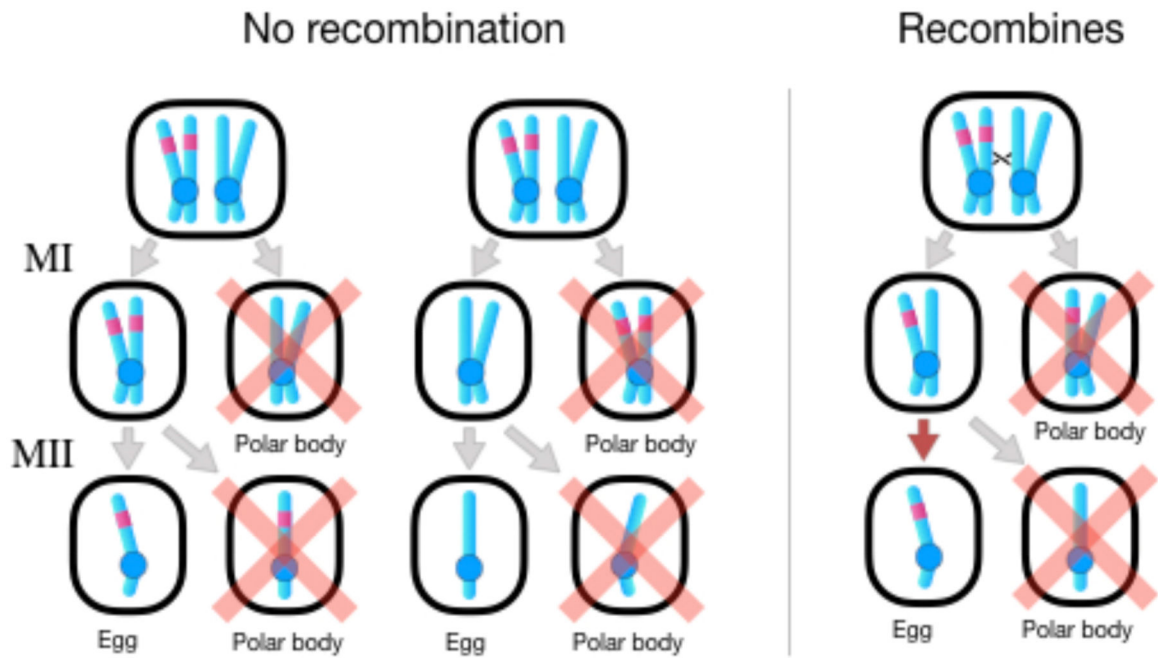 No recombination
Recombines
MI
Polar body
Polar body
Polar body
MII
Egg
Polar body
Egg
Polar body
Egg
Polar body